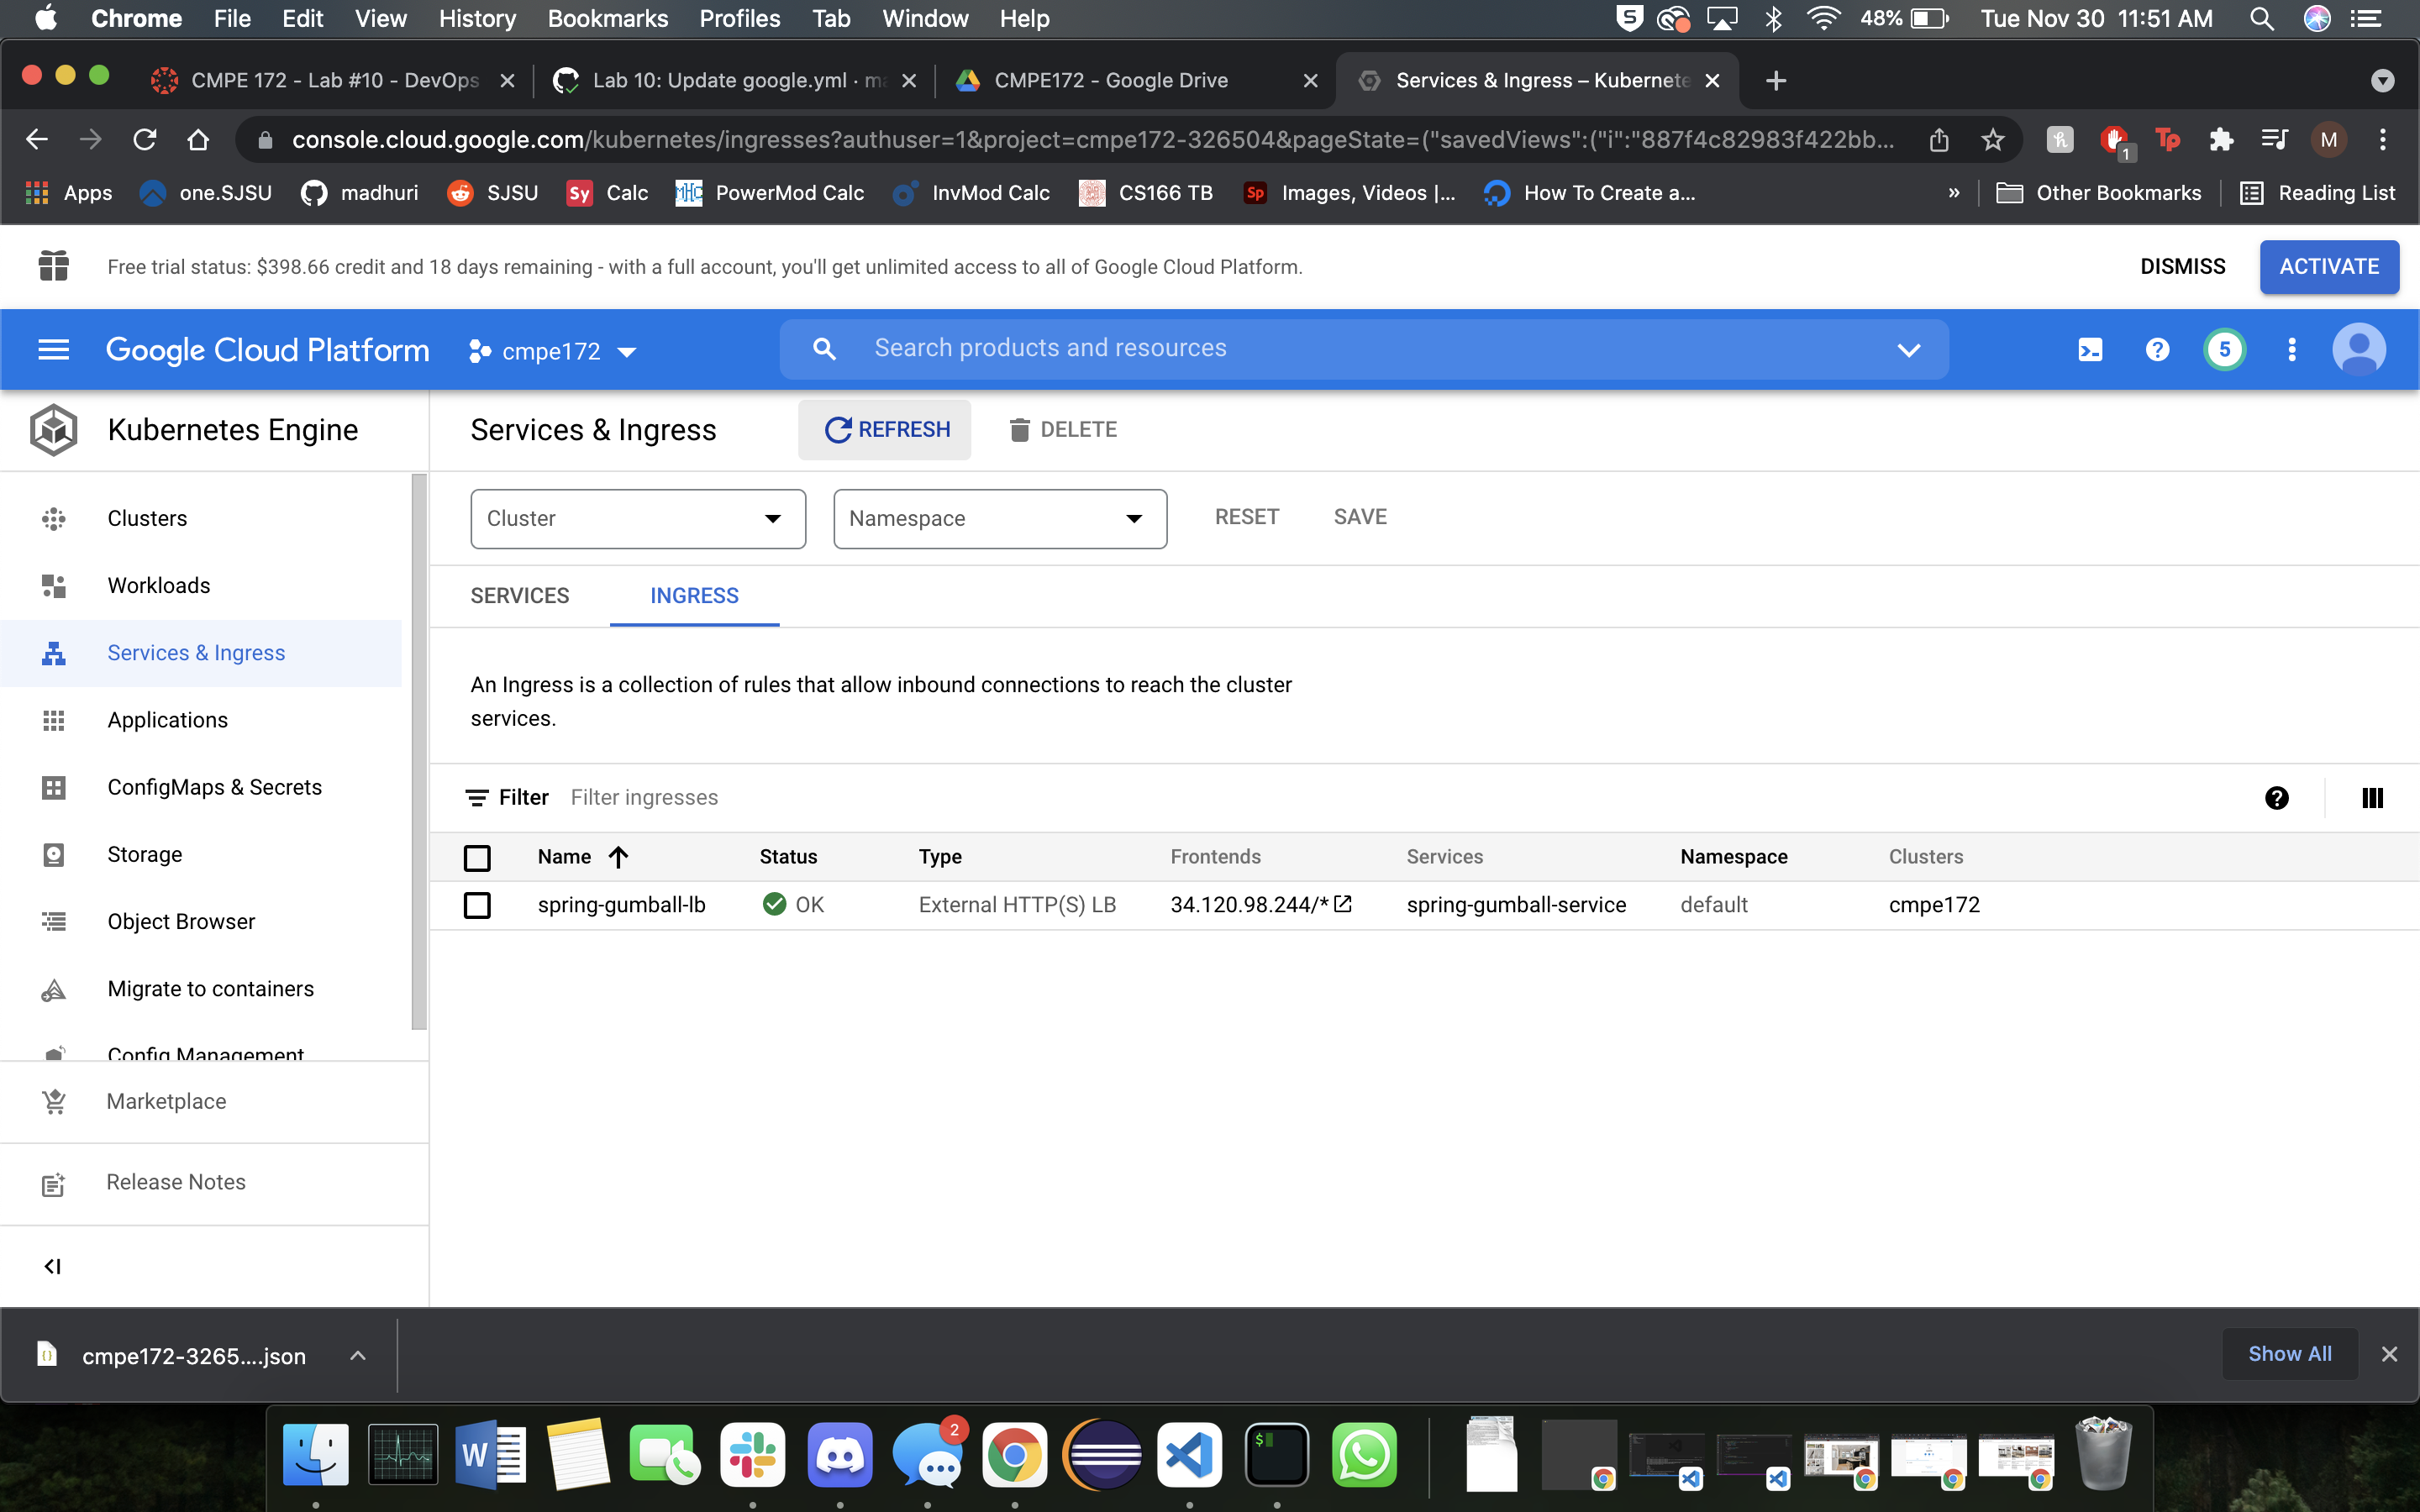 Chrome File Edit View History Bookmarks Profiles Tab Window Help 48% Tue Nov 30 11:51 AM
CMPE 172 - Lab #10 - DevOps Lab 10: Update google.yml · ma CMPE172 - Google Drive Services & Ingress – Kubernete
console.cloud.google.com/kubernetes/ingresses?authuser=1&project=cmpe172-326504&pageState=("savedViews":("i":"887f4c82983f422bb... 1 Tp M
Apps one.SJSU madhuri SJSU Sy Calc MHC PowerMod Calc InvMod Calc CS166 TB Sp Images, Videos |... How To Create a... » Other Bookmarks Reading List
Free trial status: $398.66 credit and 18 days remaining - with a full account, you'll get unlimited access to all of Google Cloud Platform. DISMISS ACTIVATE
Google Cloud Platform cmpe172 Search products and resources 5
Kubernetes Engine
Services & Ingress REFRESH DELETE
Clusters
Workloads
Services & Ingress
Applications
ConfigMaps & Secrets
Storage
Object Browser
Migrate to containers
Config Management
Marketplace
Release Notes
Cluster Namespace RESET SAVE
SERVICES INGRESS
An Ingress is a collection of rules that allow inbound connections to reach the cluster
services.
Filter Filter ingresses
Name Status Type Frontends Services Namespace Clusters
spring-gumball-lb OK External HTTP(S) LB 34.120.98.244/* spring-gumball-service default cmpe172
cmpe172-3265....json Show All
W 2 $